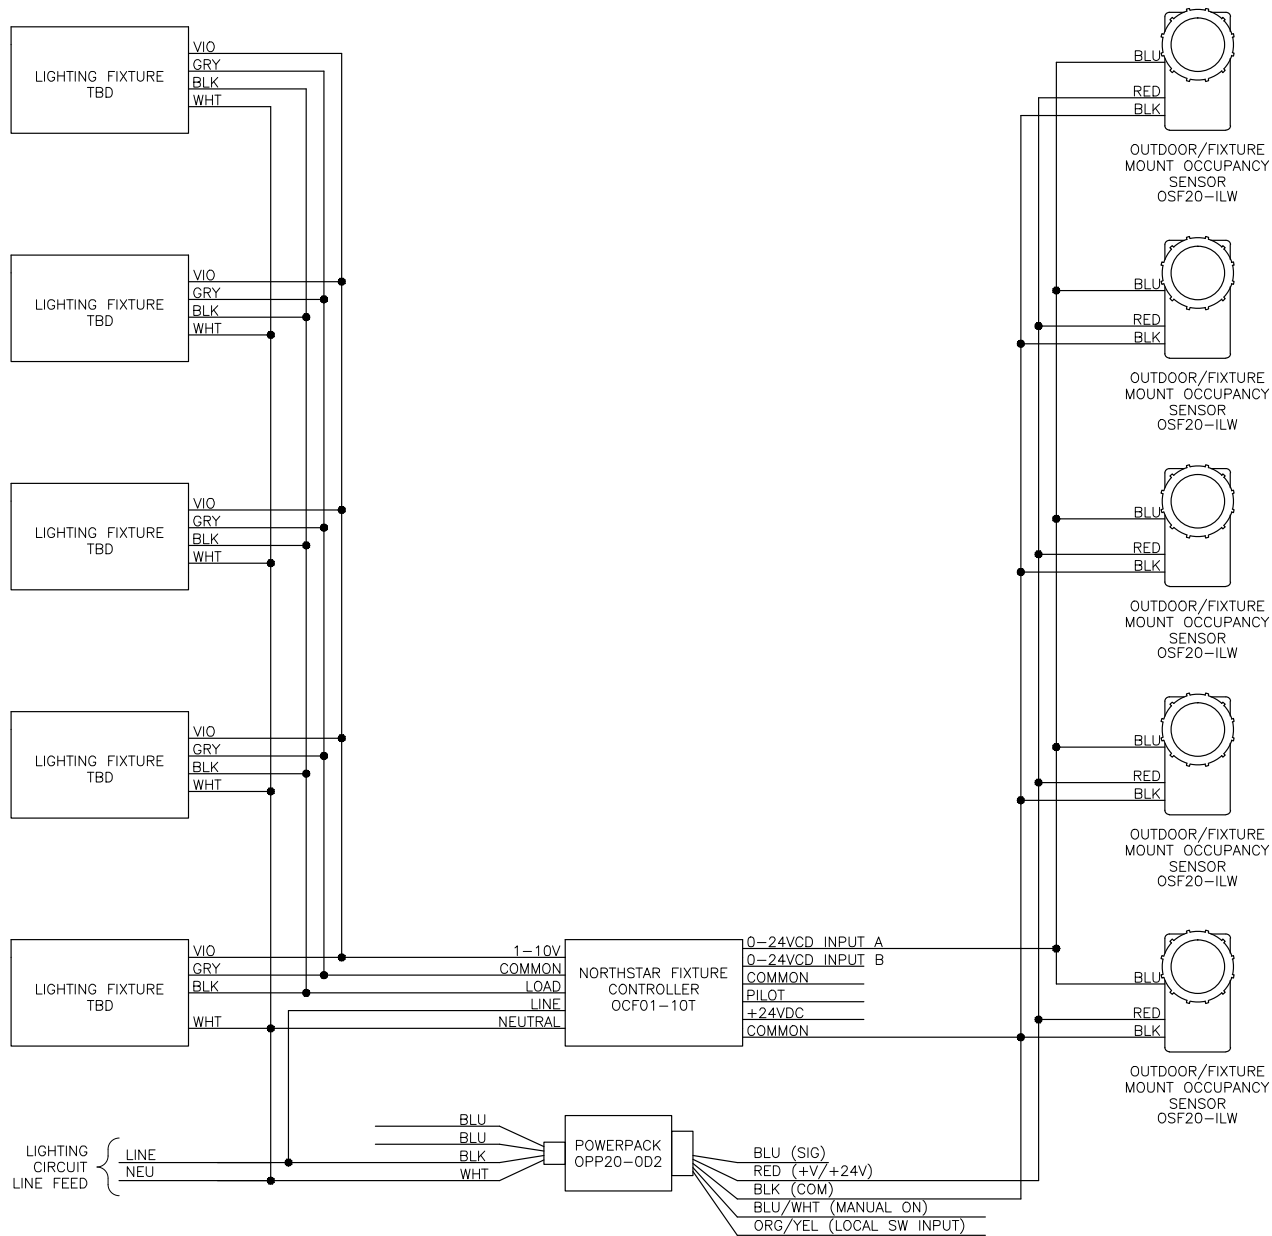 VIO
GRY
BLK
WHT
LIGHTING FIXTURE
TBD
VIO
GRY
BLK
WHT
LIGHTING FIXTURE
TBD
VIO
GRY
BLK
WHT
LIGHTING FIXTURE
TBD
VIO
GRY
BLK
WHT
LIGHTING FIXTURE
TBD
VIO
GRY
BLK
WHT
LIGHTING FIXTURE
TBD
BLU
RED
BLK
OUTDOOR/FIXTURE
MOUNT OCCUPANCY
SENSOR
OSF20-ILW
BLU
RED
BLK
OUTDOOR/FIXTURE
MOUNT OCCUPANCY
SENSOR
OSF20-ILW
BLU
RED
BLK
OUTDOOR/FIXTURE
MOUNT OCCUPANCY
SENSOR
OSF20-ILW
BLU
RED
BLK
OUTDOOR/FIXTURE
MOUNT OCCUPANCY
SENSOR
OSF20-ILW
BLU
RED
BLK
OUTDOOR/FIXTURE
MOUNT OCCUPANCY
SENSOR
OSF20-ILW
1-10V
COMMON
LOAD
LINE
NEUTRAL
NORTHSTAR FIXTURE
CONTROLLER
OCF01-10T
0-24VCD INPUT A
0-24VCD INPUT B
COMMON
PILOT
+24VDC
COMMON
LIGHTING
CIRCUIT
LINE FEED
LINE
NEU
BLU
BLU
BLK
WHT
POWERPACK
OPP20-0D2
BLU (SIG)
RED (+V/+24V)
BLK (COM)
BLU/WHT (MANUAL ON)
ORG/YEL (LOCAL SW INPUT)